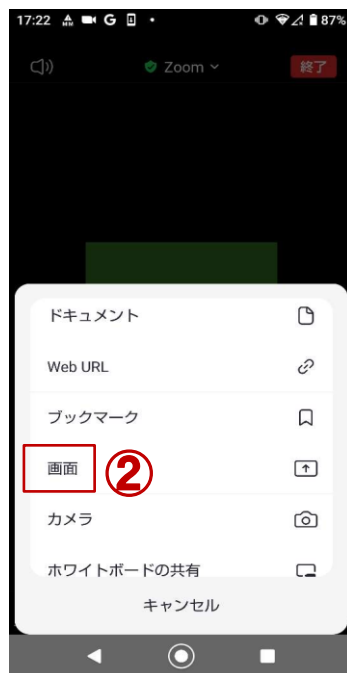 17:22 G 87%
Zoom 終了
ドキュメント
Web URL
ブックマーク
画面 ②
カメラ
ホワイトボードの共有
キャンセル